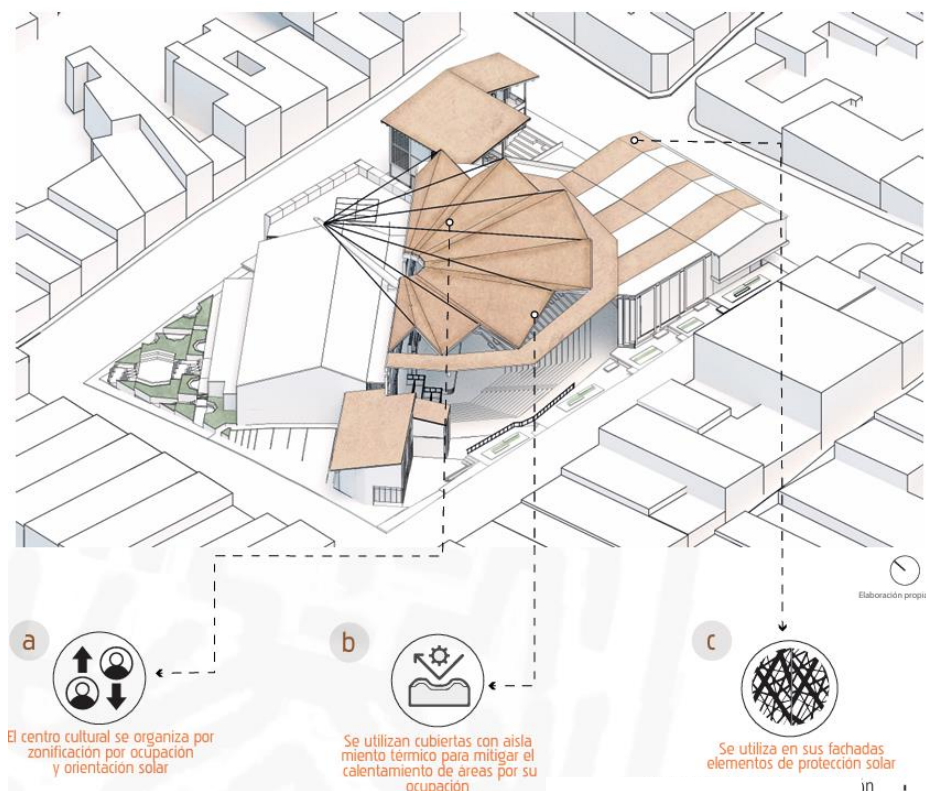 Elaboración propia
a
El centro cultural se organiza por
zonificación por ocupación
y orientación solar
b
Se utilizan cubiertas con aisla
miento térmico para mitigar el
calentamiento de áreas por su
ocupación
c
Se utiliza en sus fachadas
elementos de protección solar